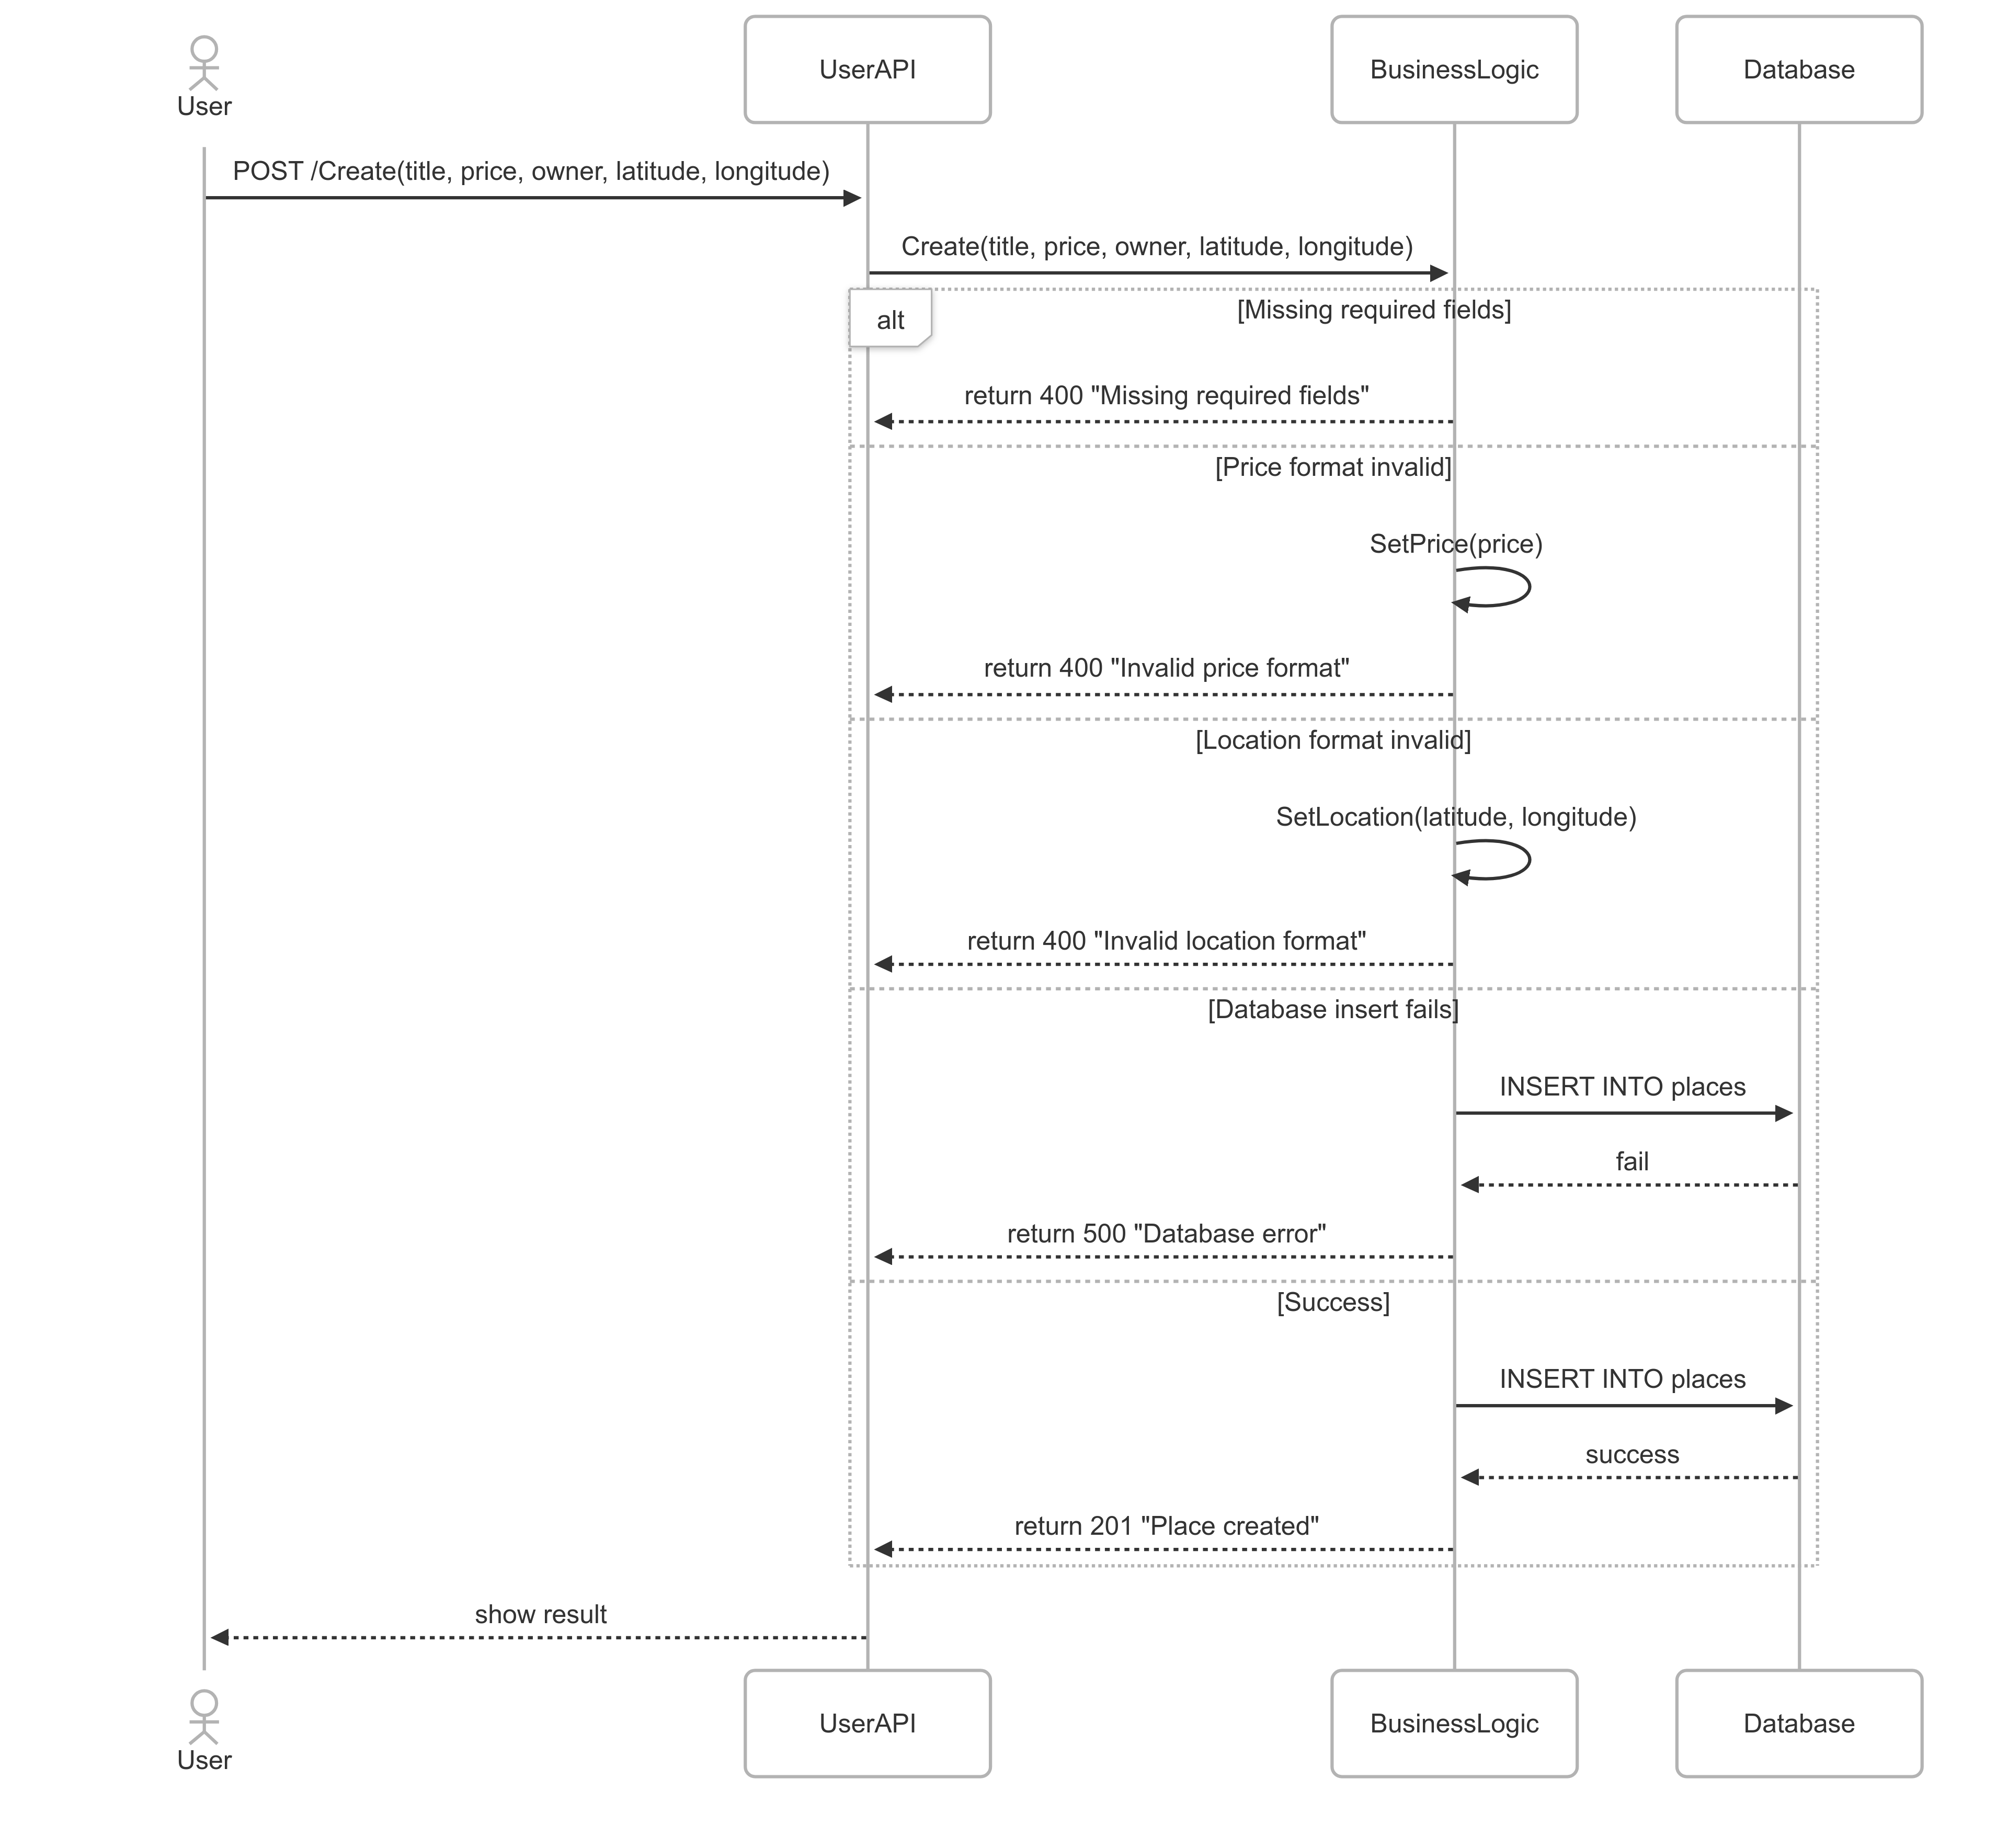 User
UserAPI
BusinessLogic
Database
POST /Create(title, price, owner, latitude, longitude)
Create(title, price, owner, latitude, longitude)
alt
[Missing required fields]
return 400 "Missing required fields"
[Price format invalid]
SetPrice(price)
return 400 "Invalid price format"
[Location format invalid]
SetLocation(latitude, longitude)
return 400 "Invalid location format"
[Database insert fails]
INSERT INTO places
fail
return 500 "Database error"
[Success]
INSERT INTO places
success
return 201 "Place created"
show result
User
UserAPI
BusinessLogic
Database